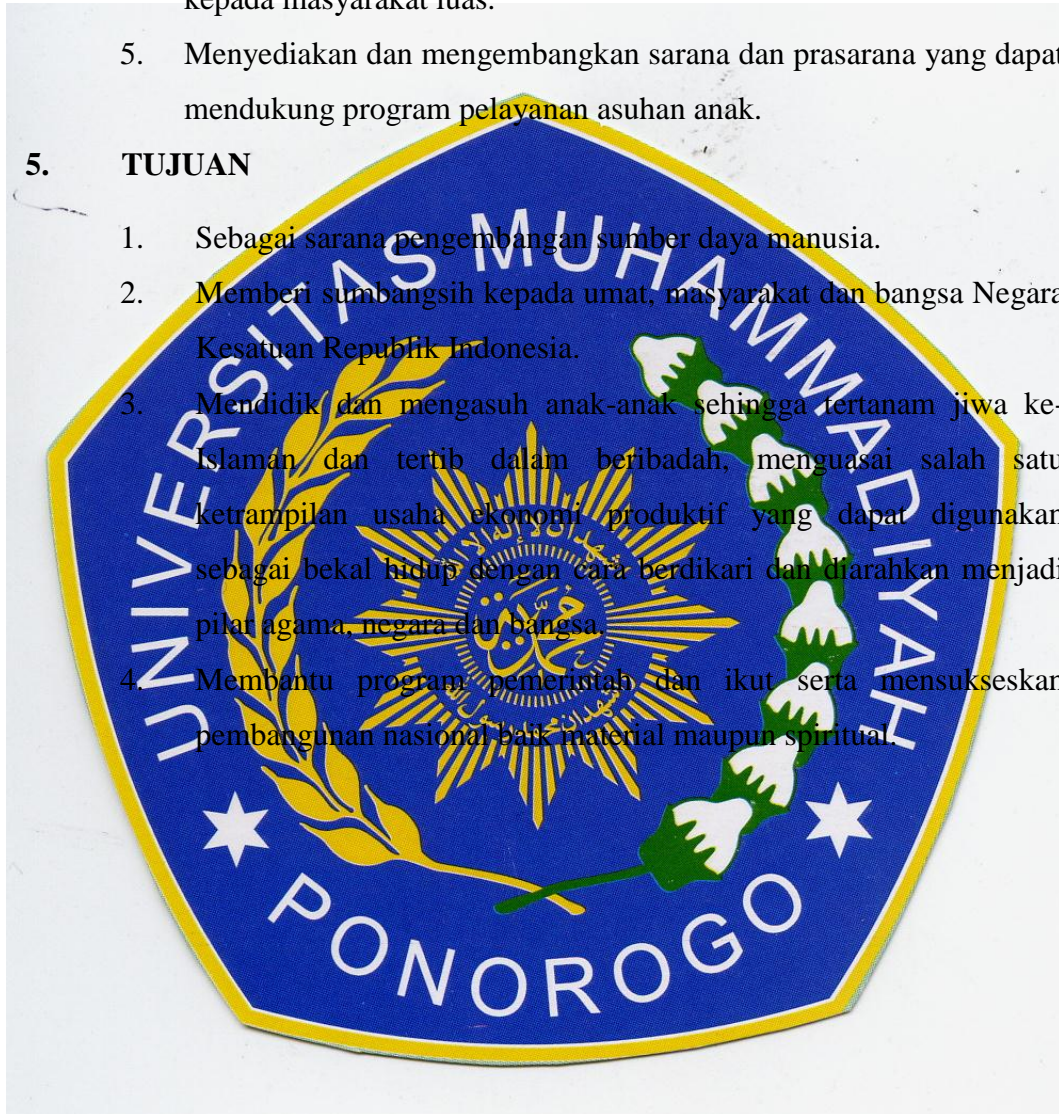 kepada masyarakat luas.
5. Menyediakan dan mengembangkan sarana dan prasarana yang dapat
mendukung program pelayanan asuhan anak.
5. TUJUAN
1. Sebagai sarana pengembangan sumber daya manusia.
2. Memberi sumbangsih kepada umat, masyarakat dan bangsa Negara
Kesatuan Republik Indonesia.
3. Mendidik dan mengasuh anak-anak sehingga tertanam jiwa ke-
Islaman dan tertib dalam beribadah, menguasai salah satu
ketrampilan usaha ekonomi produktif yang dapat digunakan
sebagai bekal hidup dengan cara berdikari dan diarahkan menjadi
pilar agama, negara dan bangsa.
4. Membantu program pemerintah dan ikut serta mensukseskan
pembangunan nasional baik material maupun spiritual.
UNIVERSITAS MUHAMMADIYAH
PONOROGO
محمد